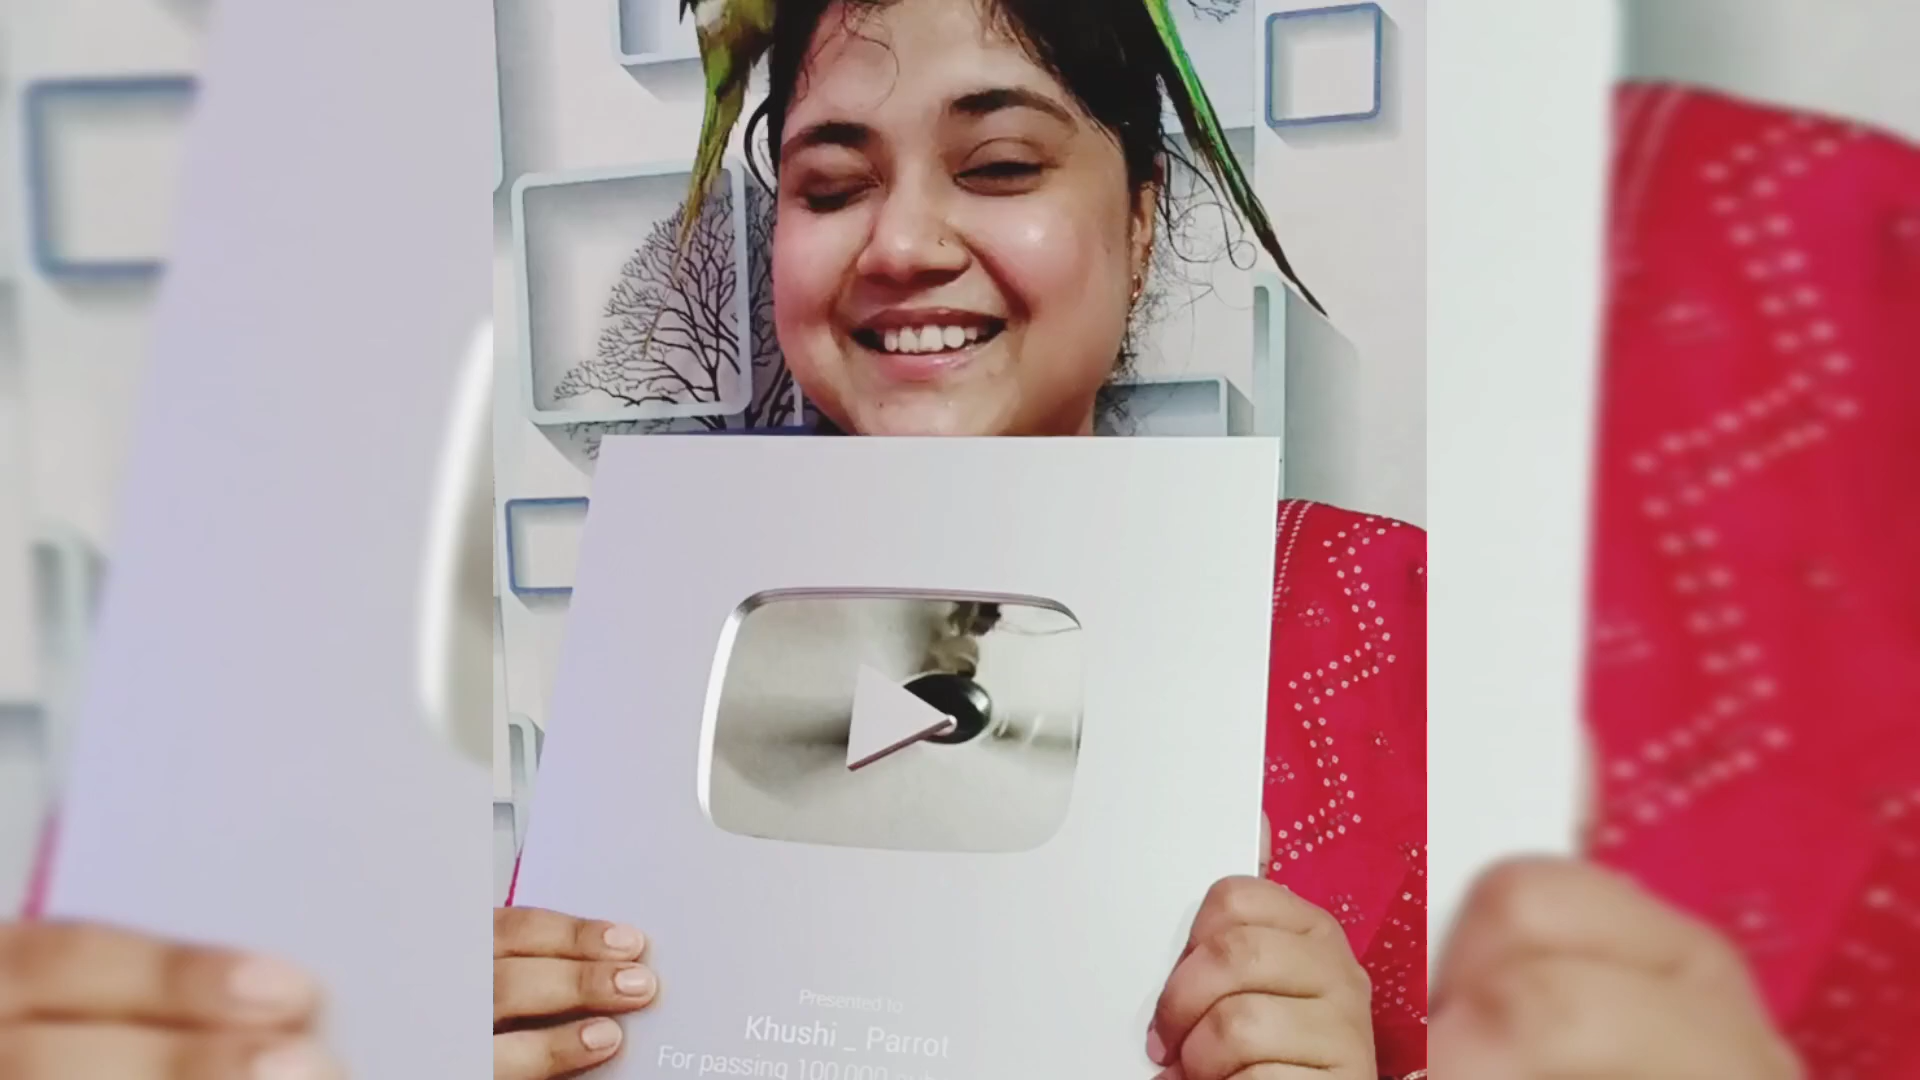 Presented to
Khushi _ Parrot
For passing 100,000